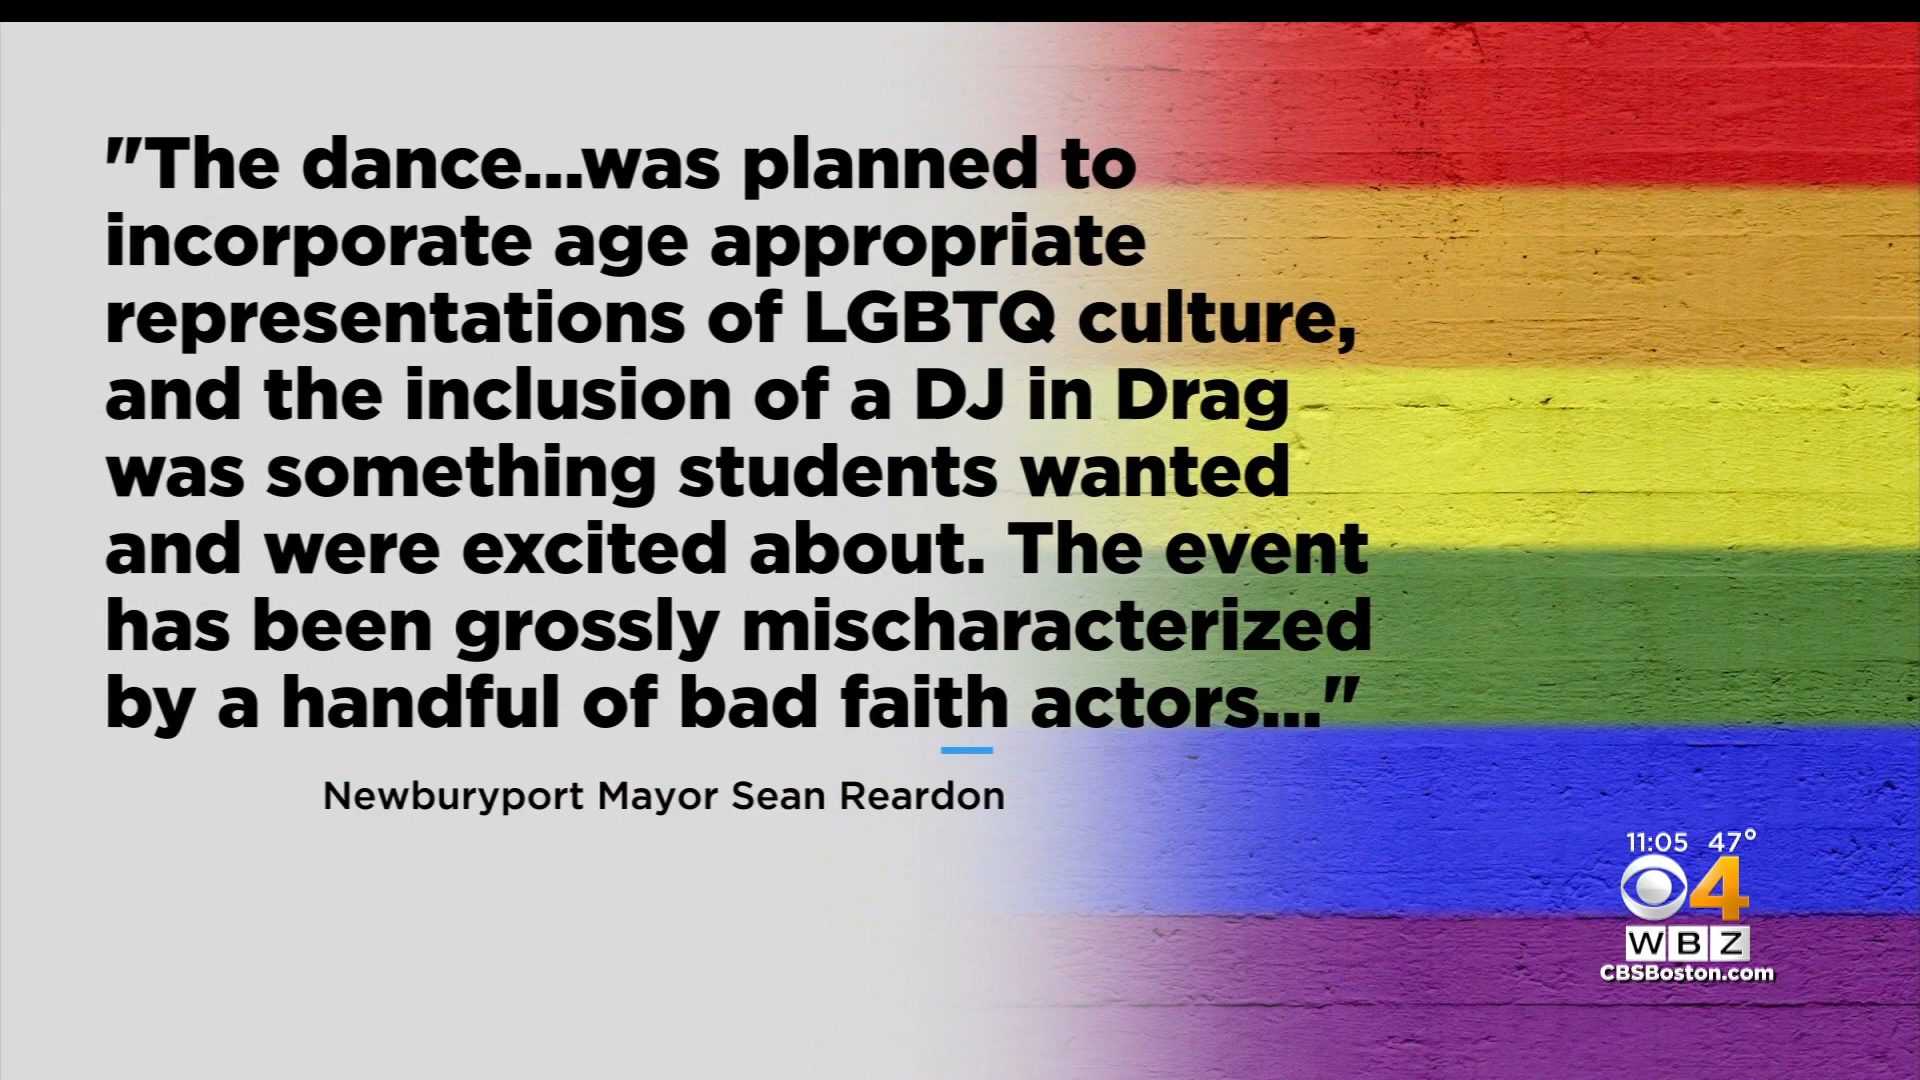 "The dance...was planned to
incorporate age appropriate
representations of LGBTQ culture,
and the inclusion of a DJ in Drag
was something students wanted
and were excited about. The event
has been grossly mischaracterized
by a handful of bad faith actors..."
Newburyport Mayor Sean Reardon
11:05 47°
4
WBZ
CBSBoston.com